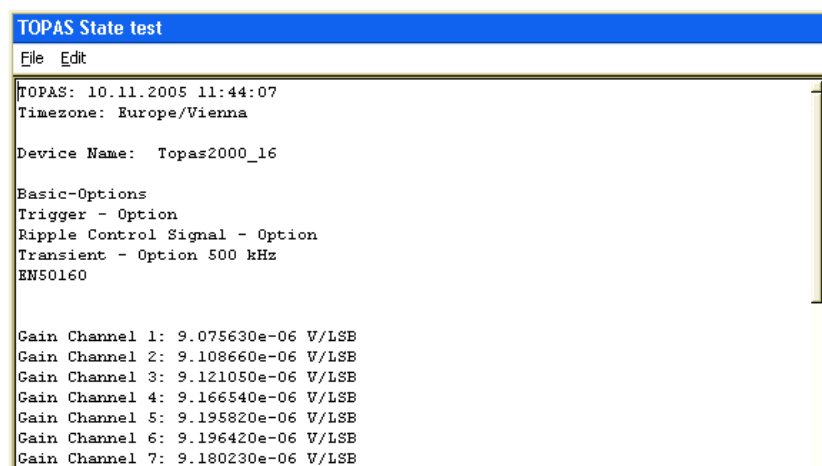 TOPAS State test
File Edit
TOPAS: 10.11.2005 11:44:07
Timezone: Europe/Vienna
Device Name: Topas2000_16
Basic-Options
Trigger - Option
Ripple Control Signal - Option
Transient - Option 500 kHz
EN50160
Gain Channel 1: 9.075630e-06 V/LSB
Gain Channel 2: 9.108660e-06 V/LSB
Gain Channel 3: 9.121050e-06 V/LSB
Gain Channel 4: 9.166540e-06 V/LSB
Gain Channel 5: 9.195820e-06 V/LSB
Gain Channel 6: 9.196420e-06 V/LSB
Gain Channel 7: 9.180230e-06 V/LSB